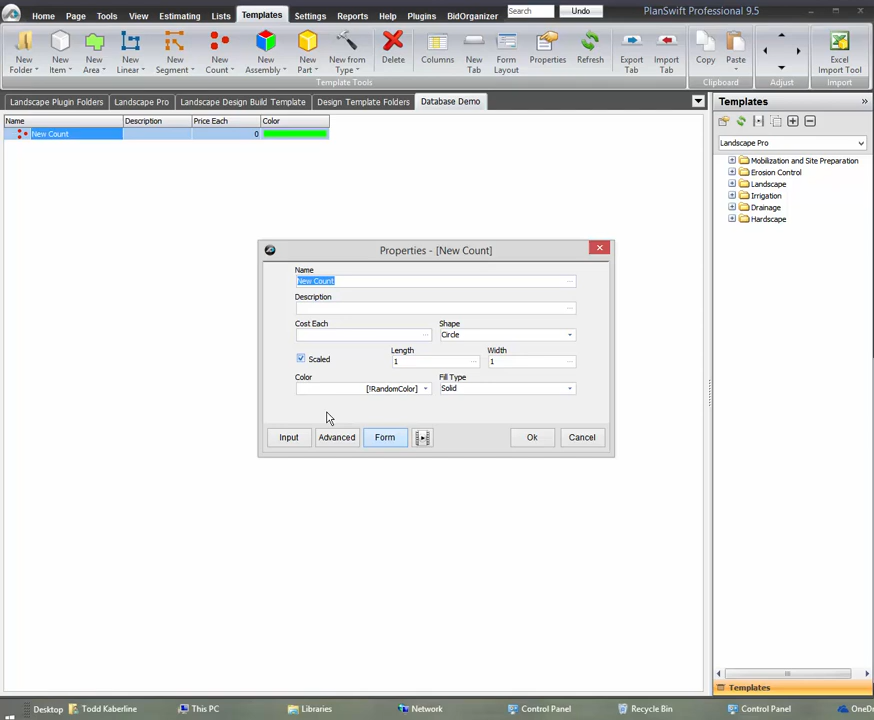 Home Page Tools View Estimating Lists Templates Settings Reports Help Plugins BidOrganizer Search Undo PlanSwift Professional 9.5
New Folder New Item New Area New Linear New Segment New Count New Assembly New Part New from Type Delete Columns New Tab Form Layout Properties Refresh Export Tab Import Tab Copy Paste Excel Import Tool
Template Tools Clipboard Adjust Import
Landscape Plugin Folders Landscape Pro Landscape Design Build Template Design Template Folders Database Demo Templates
Name Description Price Each Color
New Count 0
Landscape Pro
Mobilization and Site Preparation
Erosion Control
Landscape
Irrigation
Drainage
Hardscape
Properties - [New Count]
Name
New Count
Description
Cost Each Shape
Circle
Scaled Length Width
1 1
Color Fill Type
[!RandomColor] Solid
Input Advanced Form Ok Cancel
Templates
Desktop Todd Kaberline This PC Libraries Network Control Panel Recycle Bin Control Panel